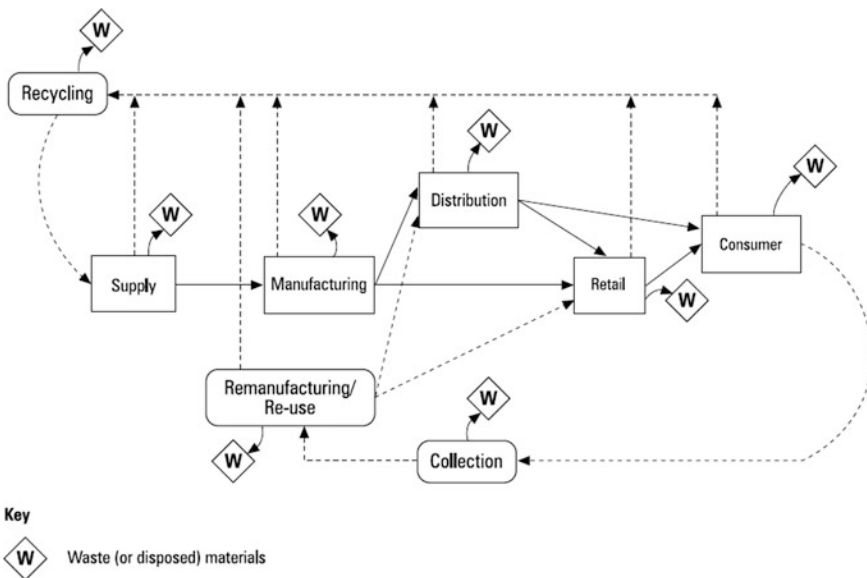 W
Recycling
W
Distribution
W
W
W
Consumer
Supply
Manufacturing
Retail
W
Remanufacturing/
Re-use
W
W
Collection
Key
W Waste (or disposed) materials